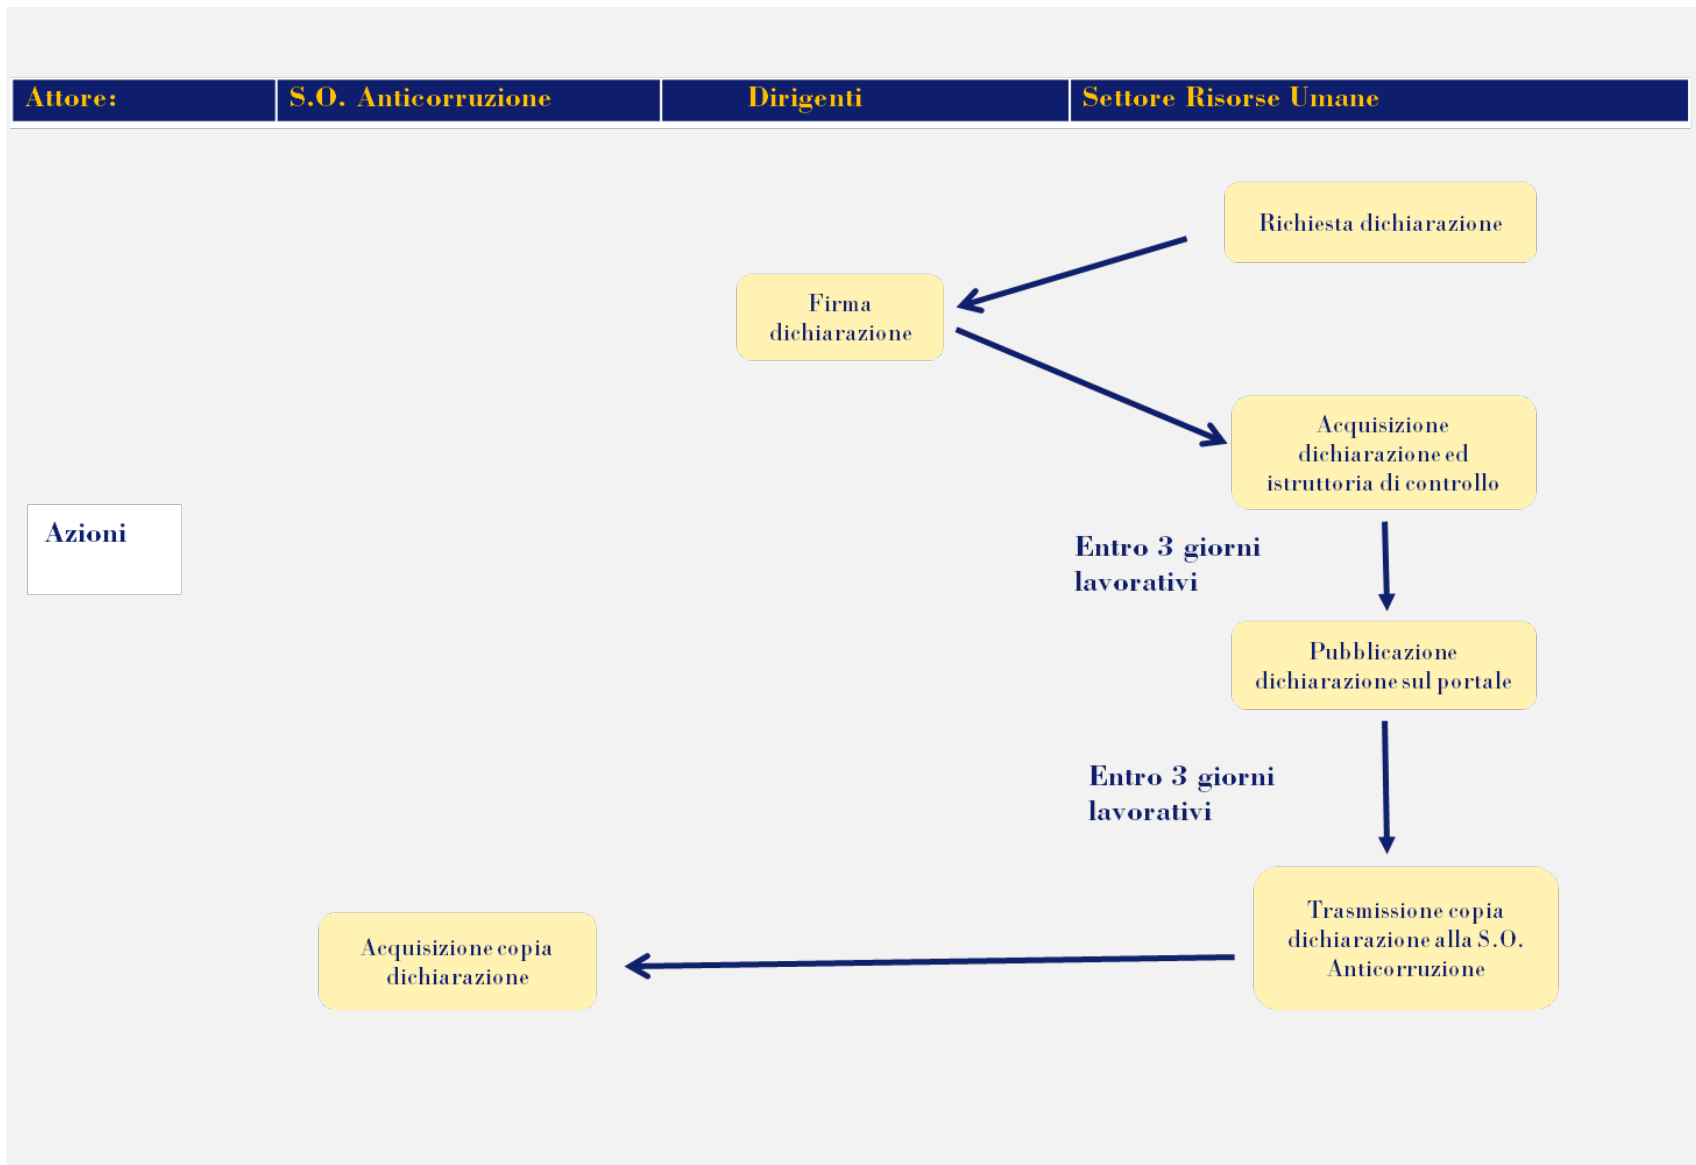 Attore:
S.O. Anticorruzione
Dirigenti
Settore Risorse Umane
Richiesta dichiarazione
Firma
dichiarazione
Acquisizione
dichiarazione ed
istruttoria di controllo
Azioni
Entro 3 giorni
lavorativi
Pubblicazione
dichiarazione sul portale
Entro 3 giorni
lavorativi
Trasmissione copia
dichiarazione alla S.O.
Anticorruzione
Acquisizione copia
dichiarazione